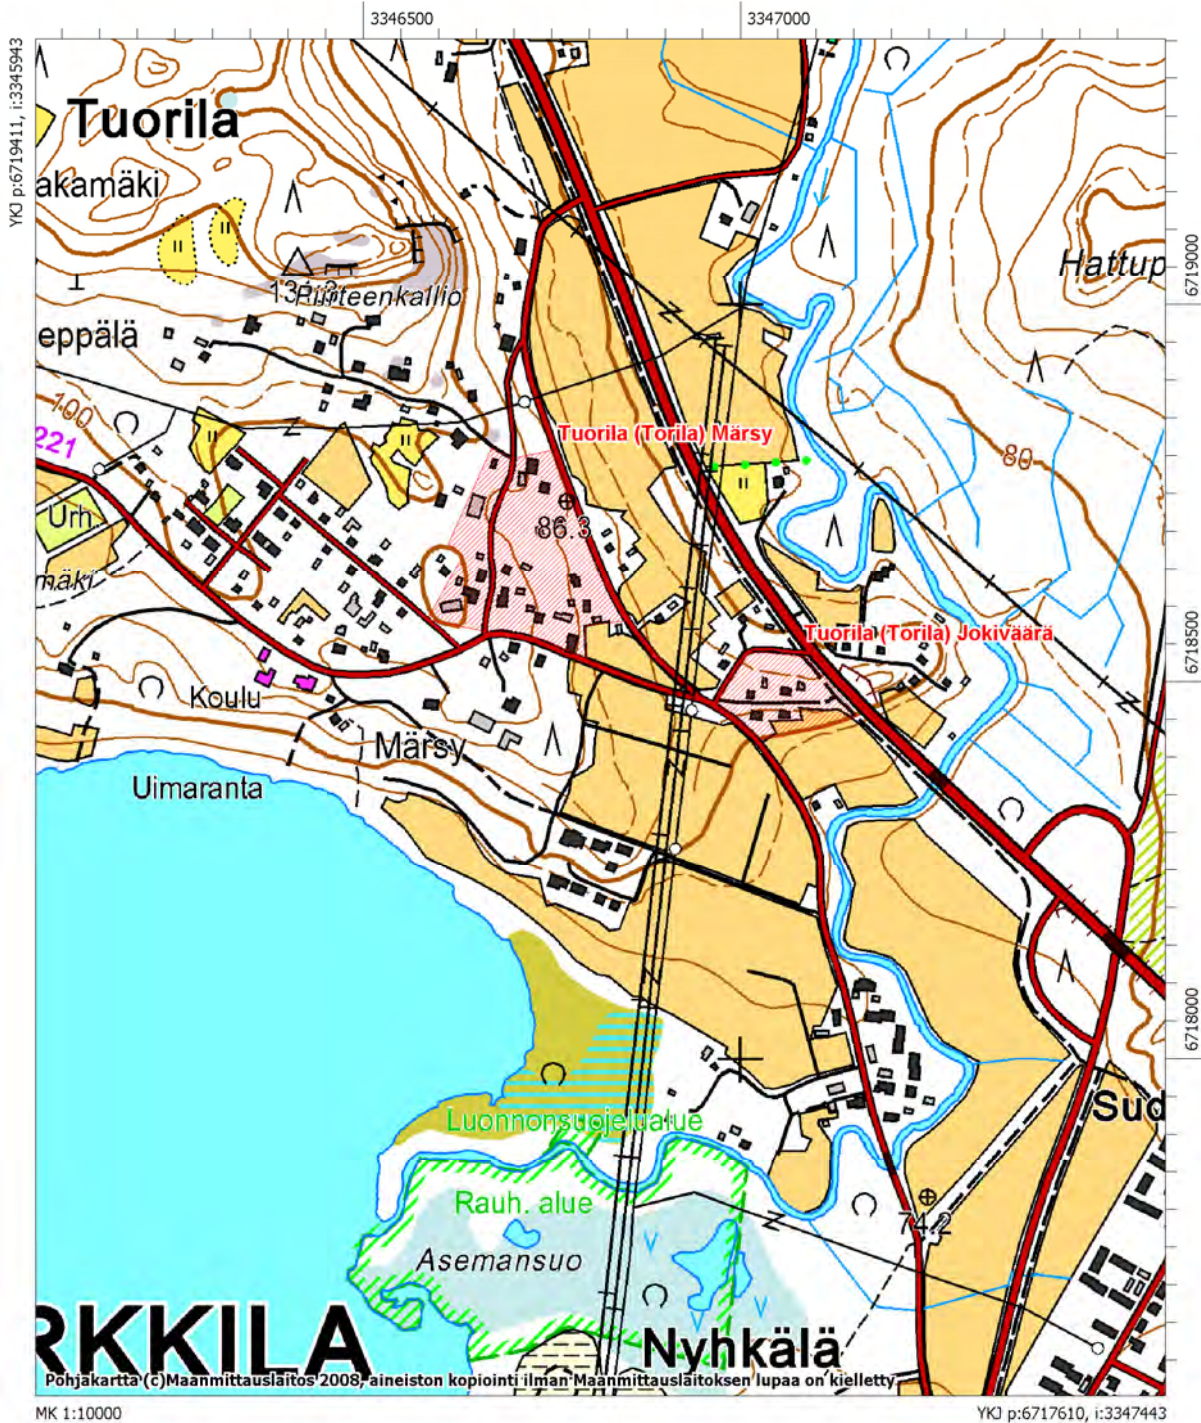 3346500
3347000
YKJ p:6719411, i:3345943
Tuorila
akamäki
Hattup
6719000
Piirteenkallio
eppälä
100
221
Tuorila (Torila) Märsy
80
Urh.
86.3
mäki
Tuorila (Torila) Jokiväärä
6718500
Koulu
Märsy
Uimaranta
6718000
Sud
Luonnonsuojelualue
Rauh. alue
74.2
Asemansuo
RKKILA
Nyhkälä
Pohjakartta (c)Maanmittauslaitos 2008, aineiston kopiointi ilman Maanmittauslaitoksen lupaa on kielletty
MK 1:10000
YKJ p:6717610, i:3347443